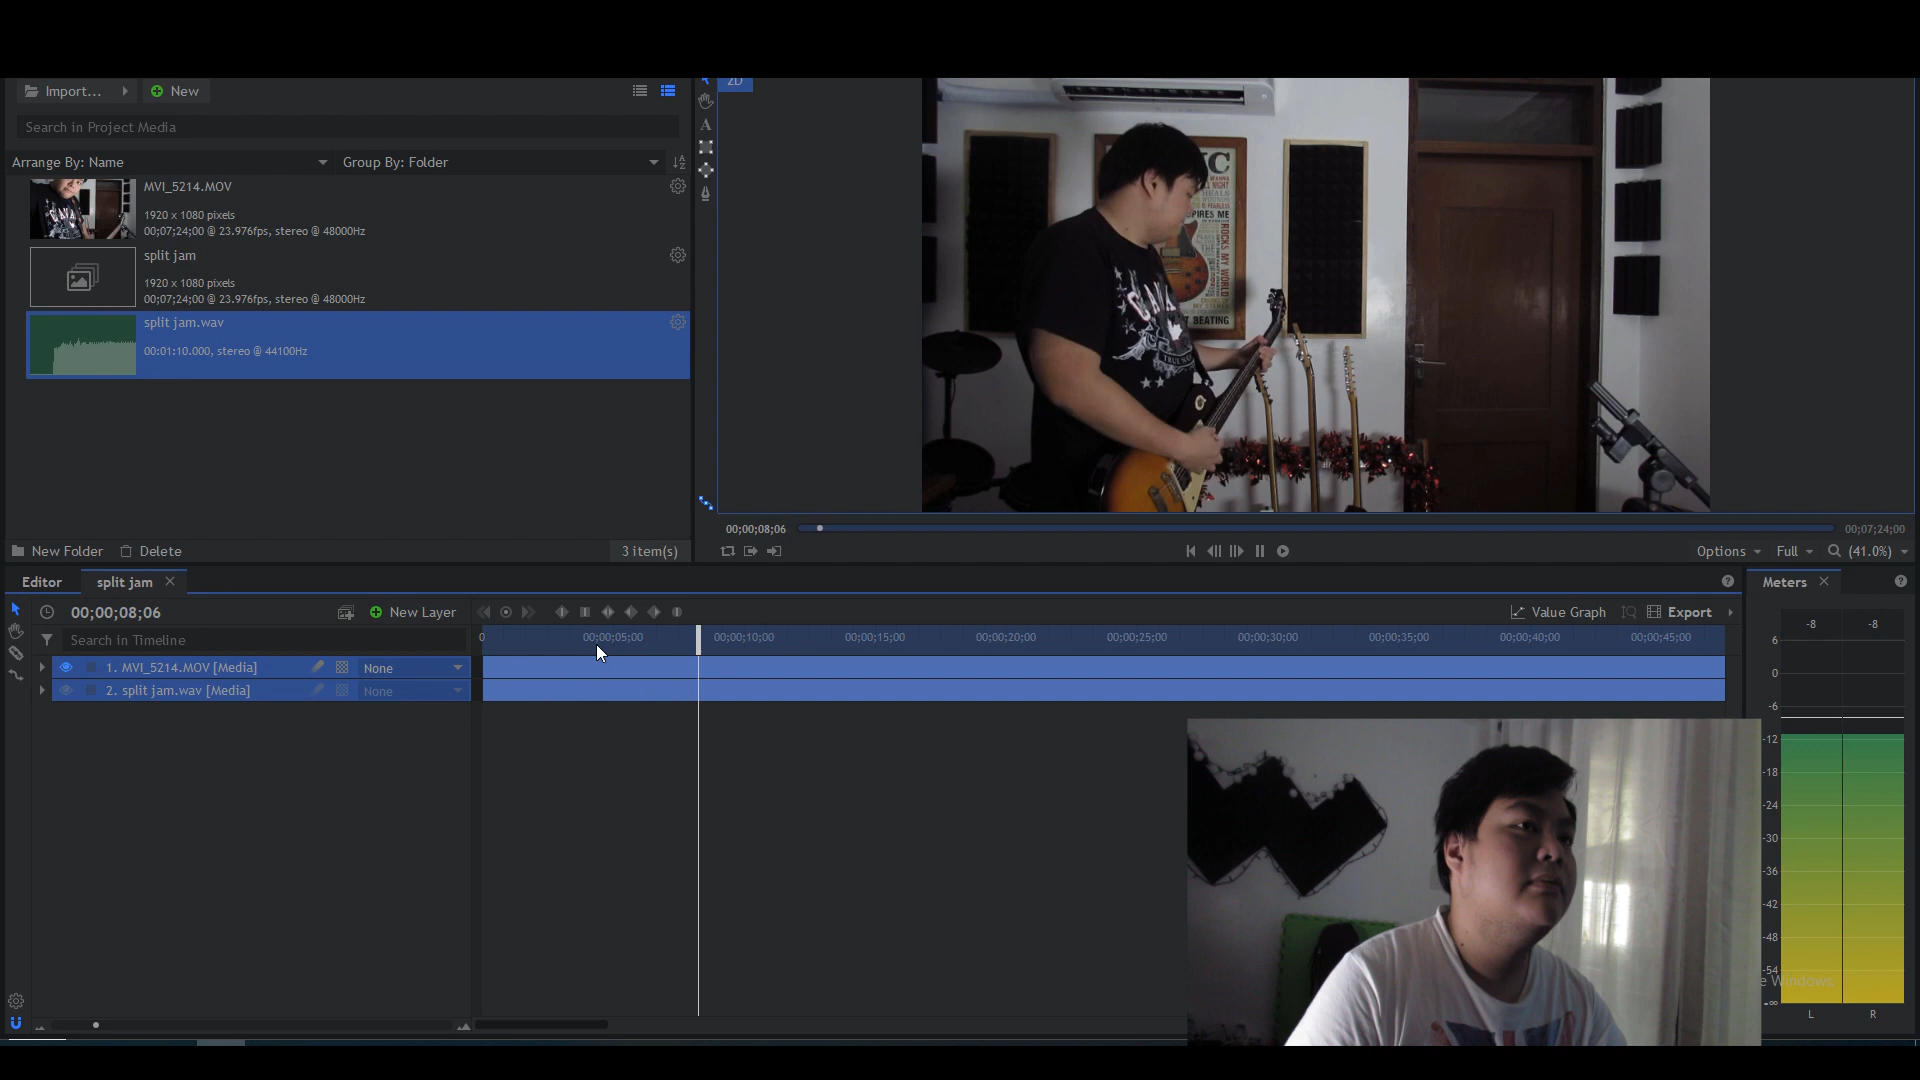 Import...
New
2D
Search in Project Media
Arrange By: Name
Group By: Folder
MVI_5214.MOV
1920 x 1080 pixels
00;07;24;00 @ 23.976fps, stereo @ 48000Hz
split jam
1920 x 1080 pixels
00;07;24;00 @ 23.976fps, stereo @ 48000Hz
split jam.wav
00:01:10.000, stereo @ 44100Hz
New Folder
Delete
3 item(s)
00;00;08;06
00;07;24;00
Options
Full
(41.0%)
Editor
split jam
Meters
00;00;08;06
New Layer
Value Graph
Export
Search in Timeline
0
00;00;05;00
00;00;10;00
00;00;15;00
00;00;20;00
00;00;25;00
00;00;30;00
00;00;35;00
00;00;40;00
00;00;45;00
1. MVI_5214.MOV [Media]
None
2. split jam.wav [Media]
None
-8
-8
6
0
-6
-12
-18
-24
-30
-36
-42
-48
-54
-∞
L
R
e Windows
PIRES ME
ROCKS MY WORLD
BEATING